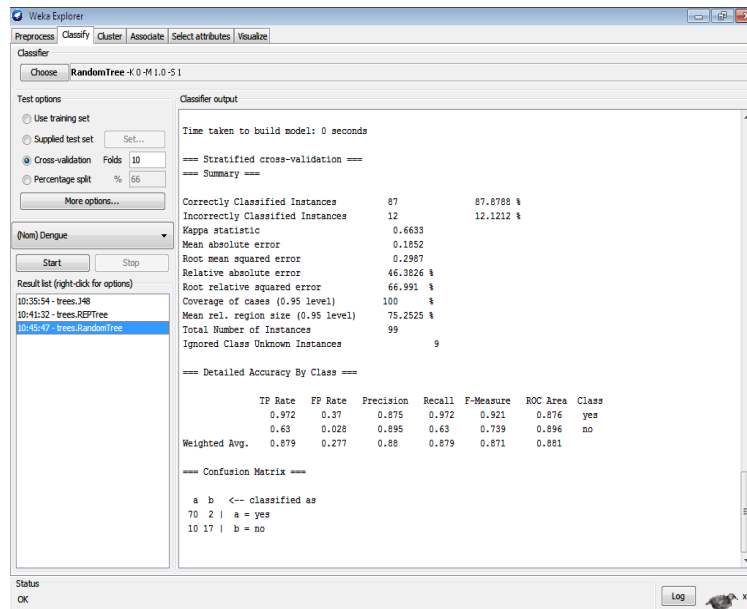 Weka Explorer
Preprocess Classify Cluster Associate Select attributes Visualize
Classifier
Choose RandomTree -K 0 -M 1.0 -S 1
Test options
Use training set
Supplied test set Set...
Cross-validation Folds 10
Percentage split % 66
More options...
(Nom) Dengue
Start Stop
Result list (right-click for options)
10:35:54 - trees.J48
10:41:32 - trees.REPTree
10:45:47 - trees.RandomTree
Classifier output
Time taken to build model: 0 seconds
=== Stratified cross-validation ===
=== Summary ===
Correctly Classified Instances 87 87.8788 %
Incorrectly Classified Instances 12 12.1212 %
Kappa statistic 0.6633
Mean absolute error 0.1852
Root mean squared error 0.2987
Relative absolute error 46.3826 %
Root relative squared error 66.991 %
Coverage of cases (0.95 level) 100 %
Mean rel. region size (0.95 level) 75.2525 %
Total Number of Instances 99
Ignored Class Unknown Instances 9
=== Detailed Accuracy By Class ===
TP Rate FP Rate Precision Recall F-Measure ROC Area Class
0.972 0.37 0.875 0.972 0.921 0.876 yes
0.63 0.028 0.895 0.63 0.739 0.896 no
Weighted Avg. 0.879 0.277 0.88 0.879 0.871 0.881
=== Confusion Matrix ===
a b <-- classified as
70 2 | a = yes
10 17 | b = no
Status
OK
Log
x